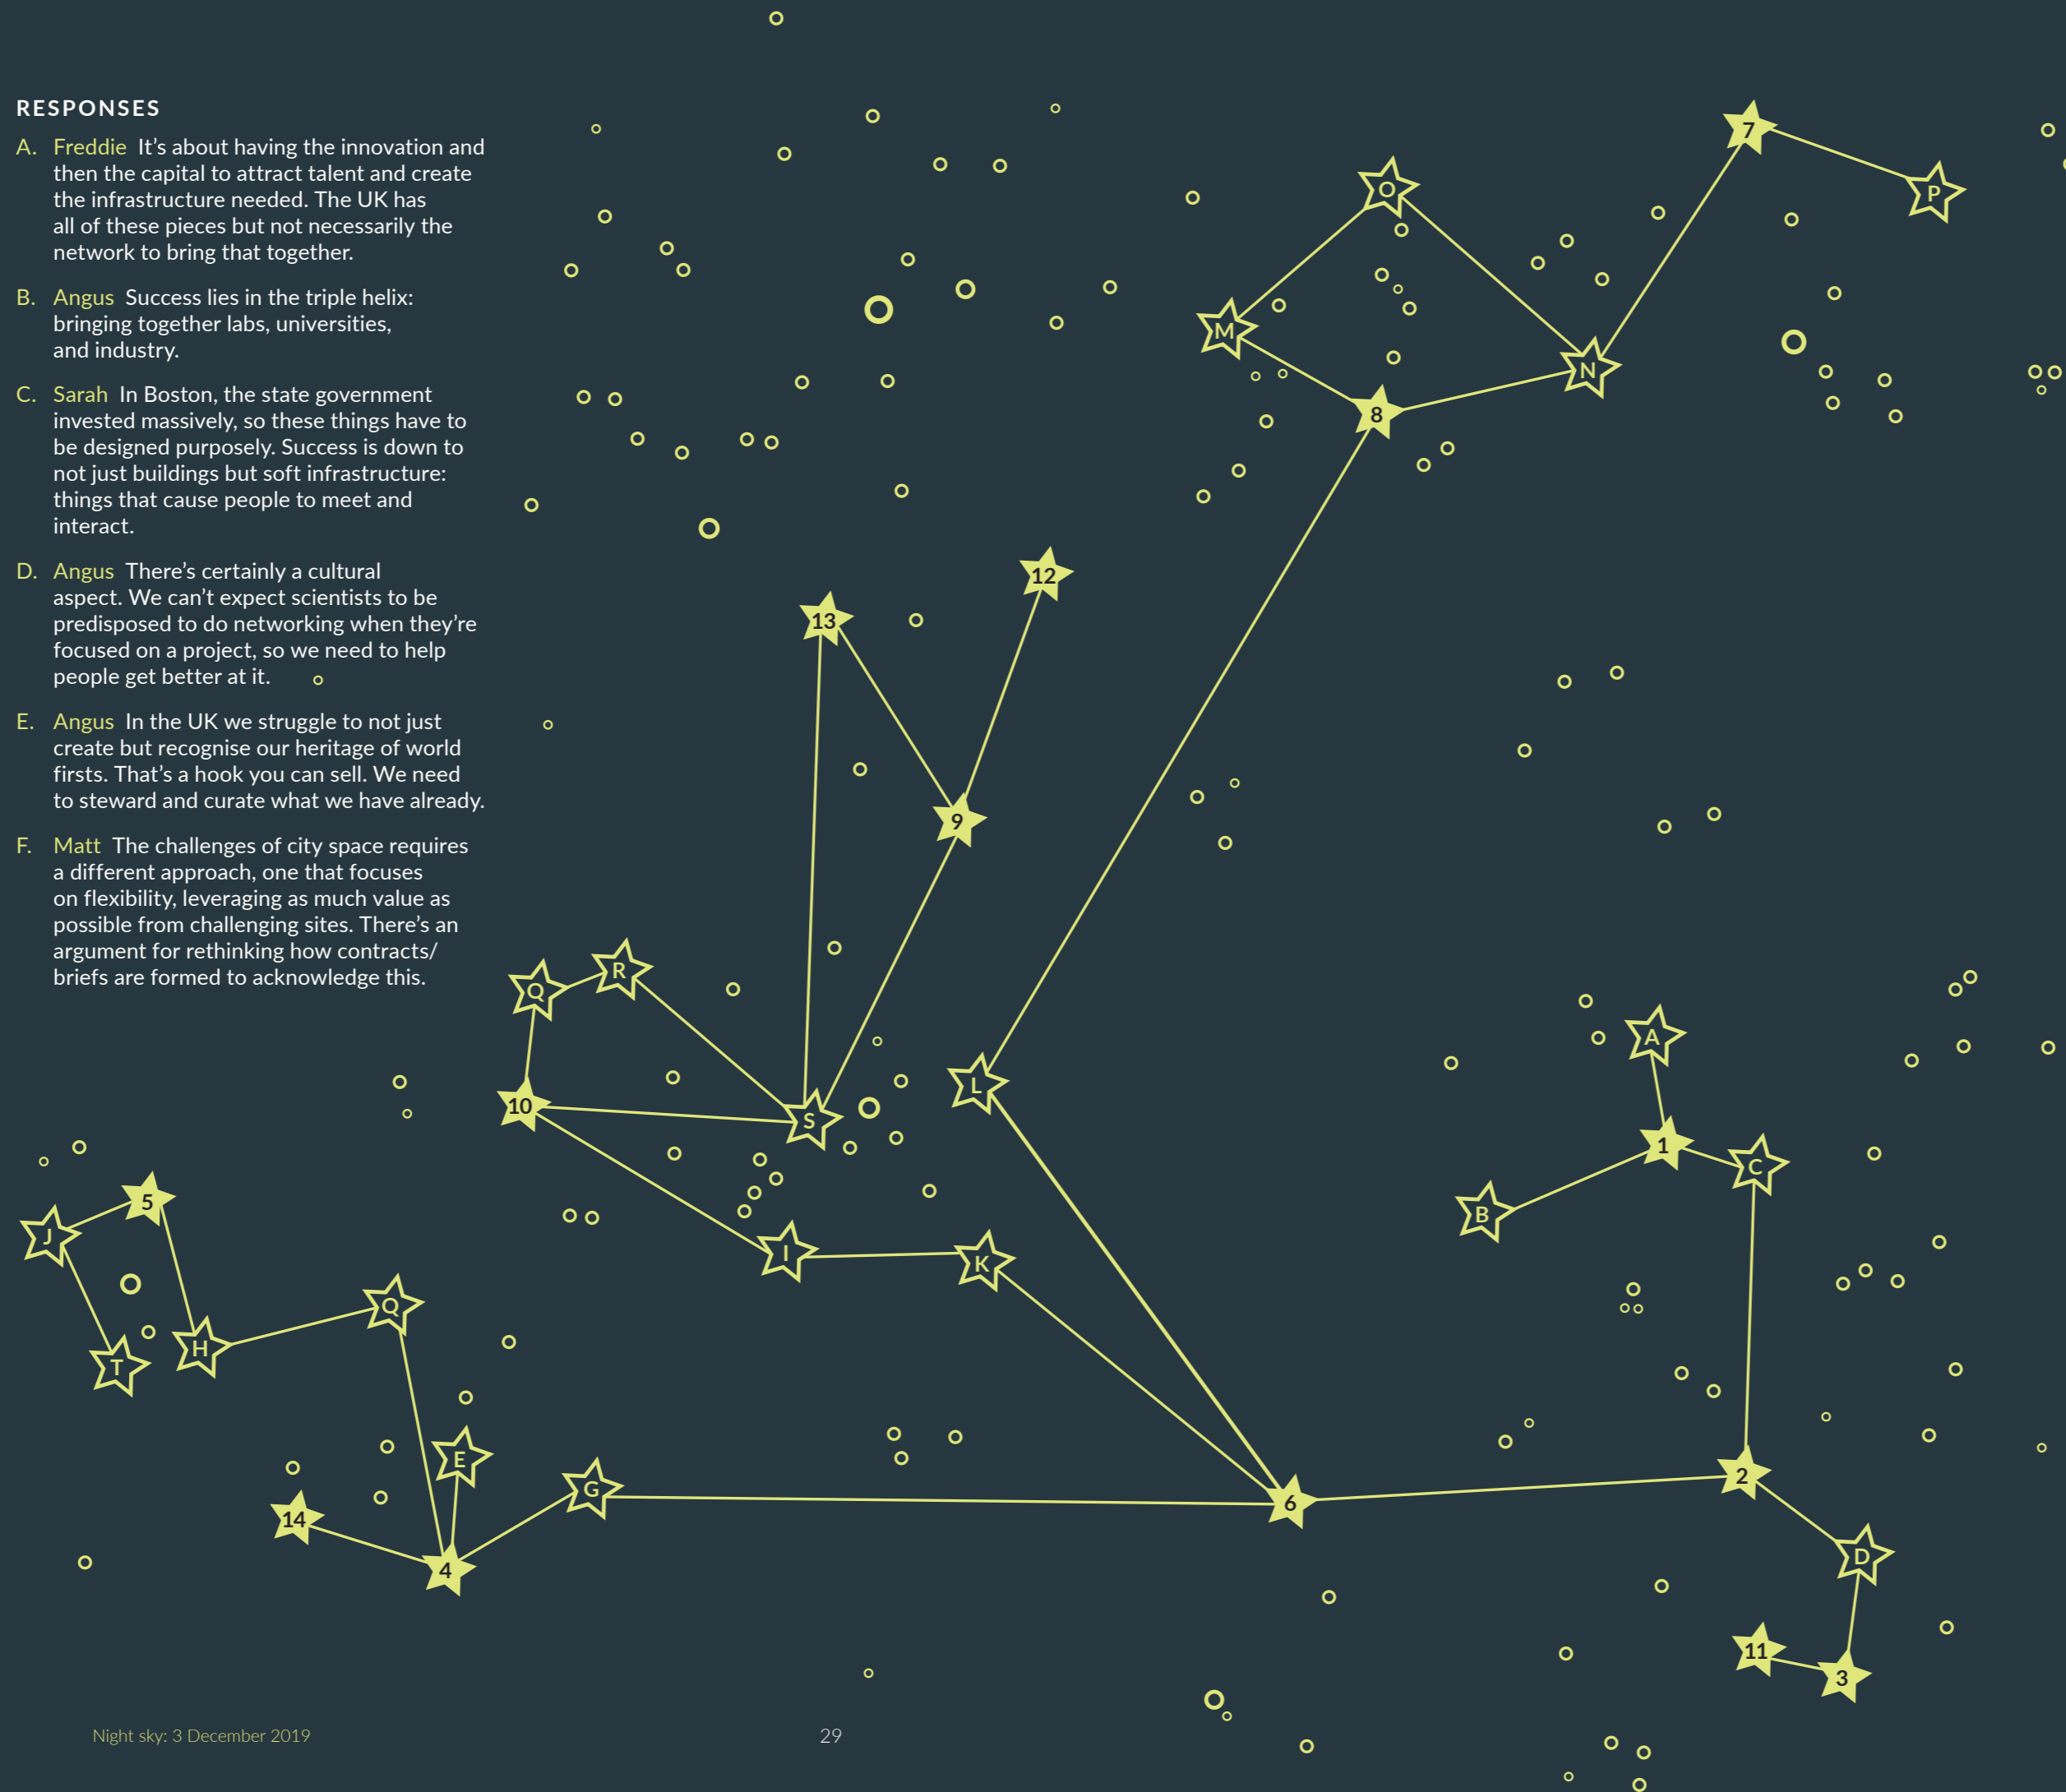 RESPONSES
A. Freddie It’s about having the innovation and
then the capital to attract talent and create
the infrastructure needed. The UK has
all of these pieces but not necessarily the
network to bring that together.
B. Angus Success lies in the triple helix:
bringing together labs, universities,
and industry.
C. Sarah In Boston, the state government
invested massively, so these things have to
be designed purposely. Success is down to
not just buildings but soft infrastructure:
things that cause people to meet and
interact.
D. Angus There’s certainly a cultural
aspect. We can’t expect scientists to be
predisposed to do networking when they’re
focused on a project, so we need to help
people get better at it.
E. Angus In the UK we struggle to not just
create but recognise our heritage of world
firsts. That’s a hook you can sell. We need
to steward and curate what we have already.
F. Matt The challenges of city space requires
a different approach, one that focuses
on flexibility, leveraging as much value as
possible from challenging sites. There’s an
argument for rethinking how contracts/
briefs are formed to acknowledge this.
7
O
P
M
N
8
12
13
9
R
Q
A
L
10
S
1
C
5
B
J
I
K
Q
H
T
E
2
G
6
14
D
4
11
3
Night sky: 3 December 2019
29